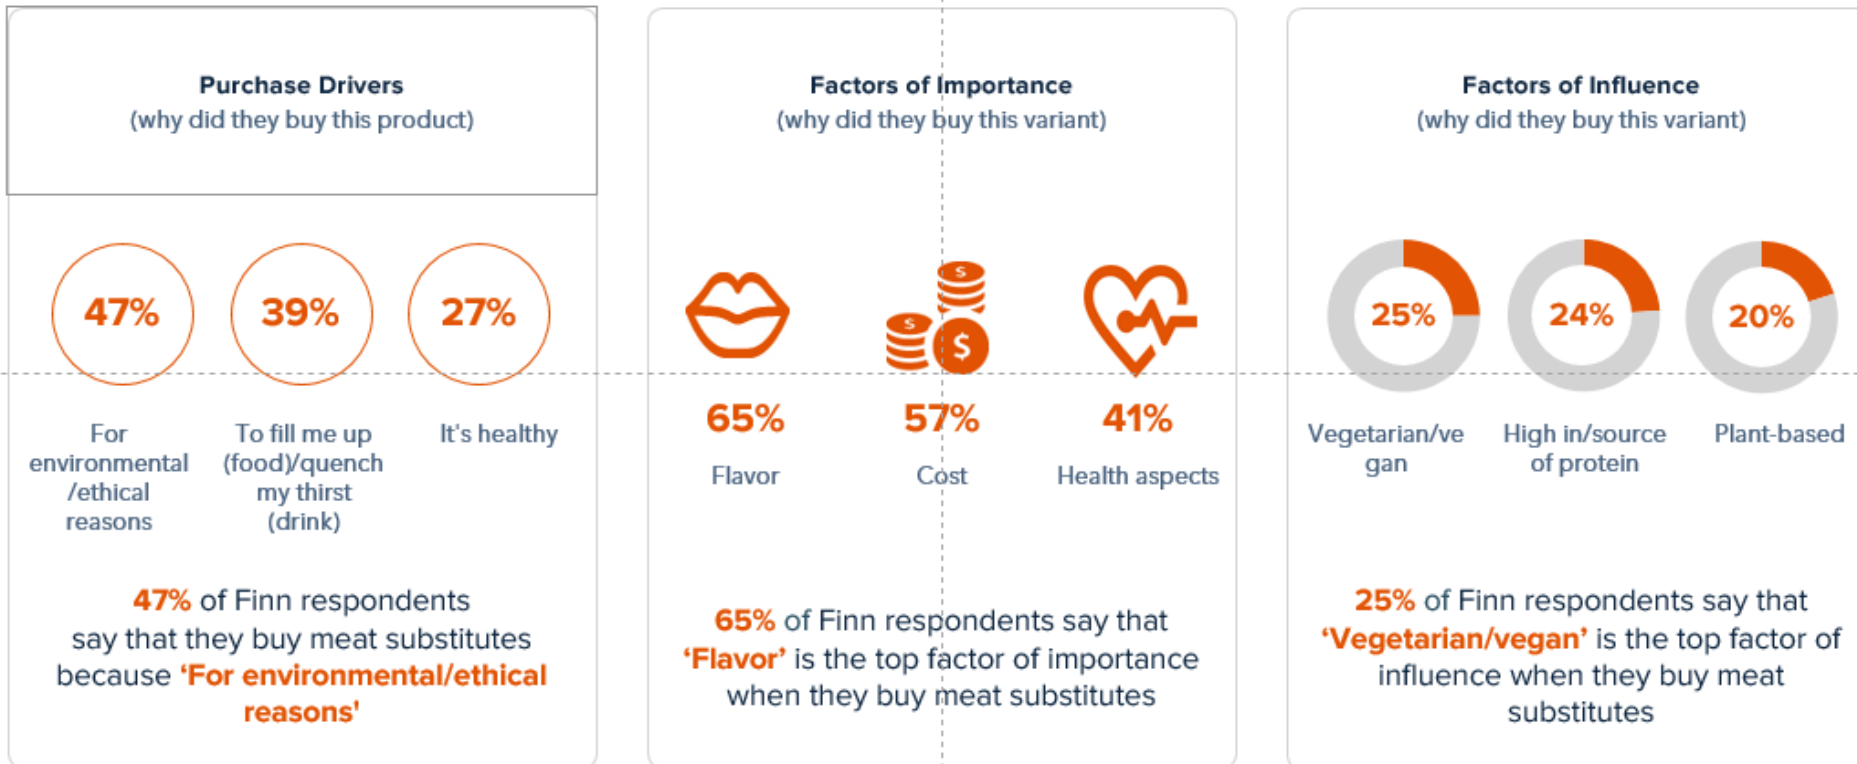 Purchase Drivers
(why did they buy this product)
47%
39%
27%
For
environmental
/ethical
reasons
To fill me up
(food)/quench
my thirst
(drink)
It's healthy
47% of Finn respondents
say that they buy meat substitutes
because ‘For environmental/ethical
reasons'
Factors of Importance
(why did they buy this variant)
$
$
$
65%
57%
41%
Flavor
Cost
Health aspects
65% of Finn respondents say that
‘Flavor’ is the top factor of importance
when they buy meat substitutes
Factors of Influence
(why did they buy this variant)
25%
24%
20%
Vegetarian/ve
gan
High in/source
of protein
Plant-based
25% of Finn respondents say that
‘Vegetarian/vegan’ is the top factor of
influence when they buy meat
substitutes